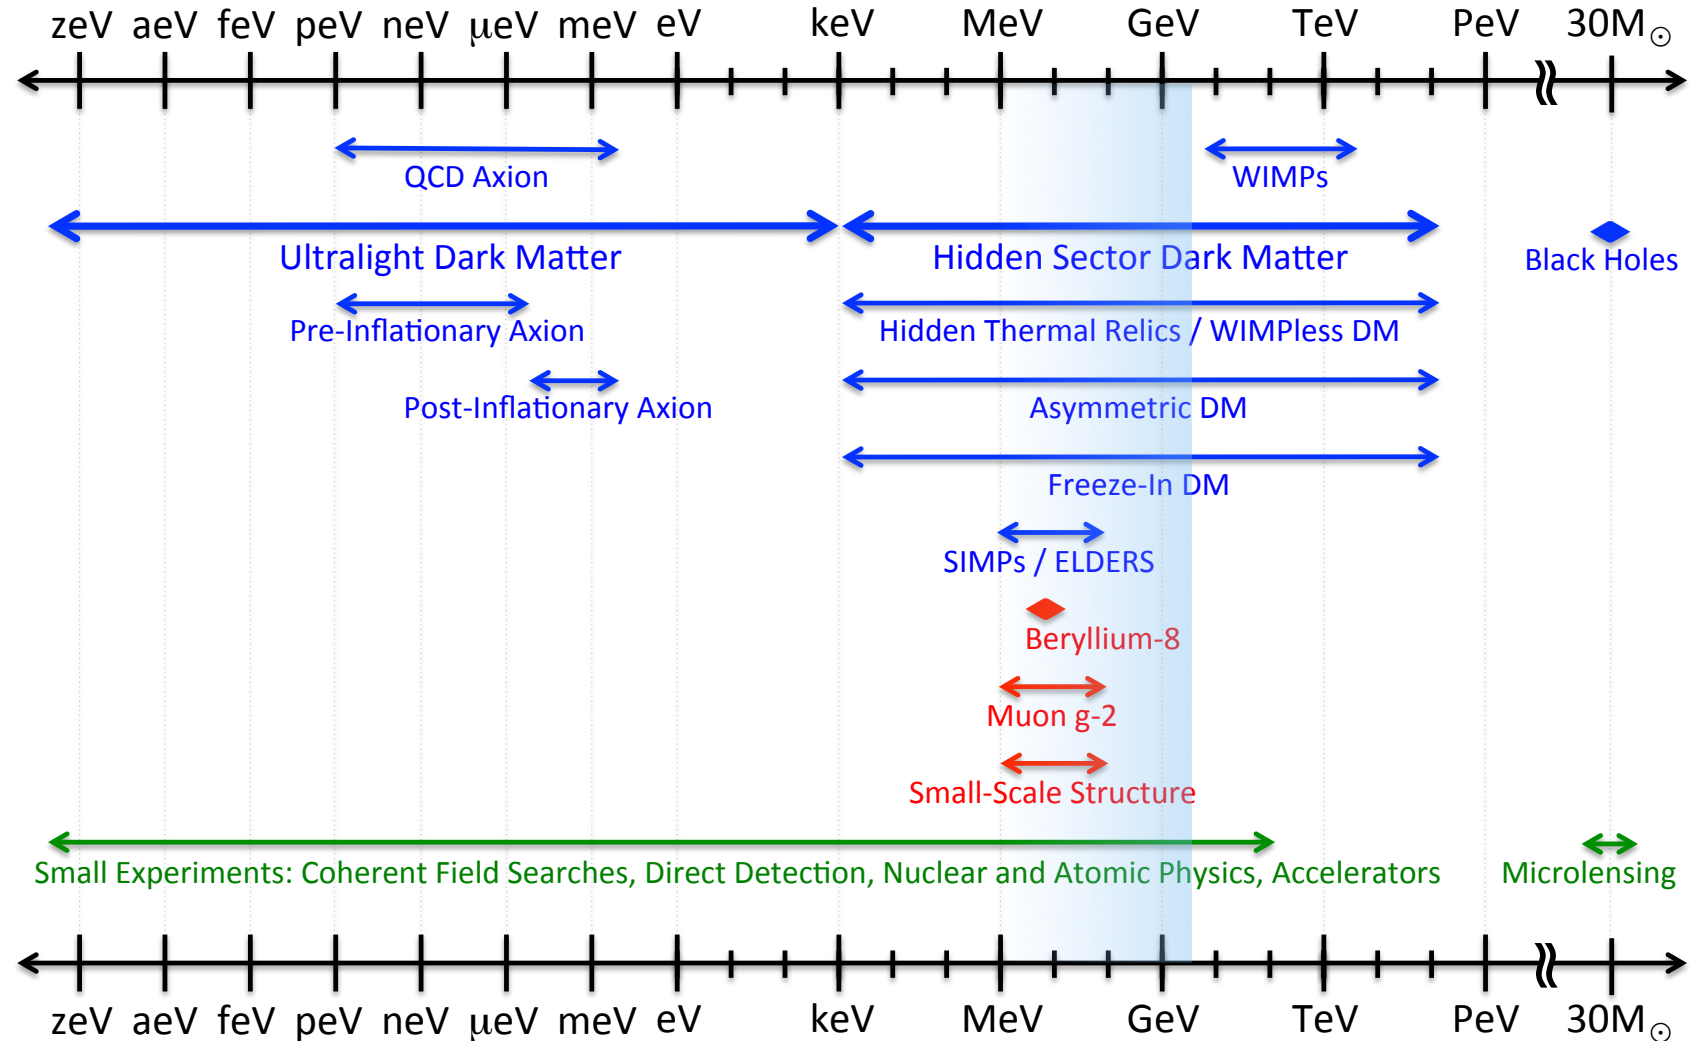 zeV aeV feV peV neV μeV meV eV keV MeV GeV TeV PeV 30M☉
QCD Axion WIMPs
Ultralight Dark Matter Hidden Sector Dark Matter Black Holes
Pre-Inflationary Axion Hidden Thermal Relics / WIMPless DM
Post-Inflationary Axion Asymmetric DM
Freeze-In DM
SIMPs / ELDERS
Beryllium-8
Muon g-2
Small-Scale Structure
Small Experiments: Coherent Field Searches, Direct Detection, Nuclear and Atomic Physics, Accelerators Microlensing
zeV aeV feV peV neV μeV meV eV keV MeV GeV TeV PeV 30M☉